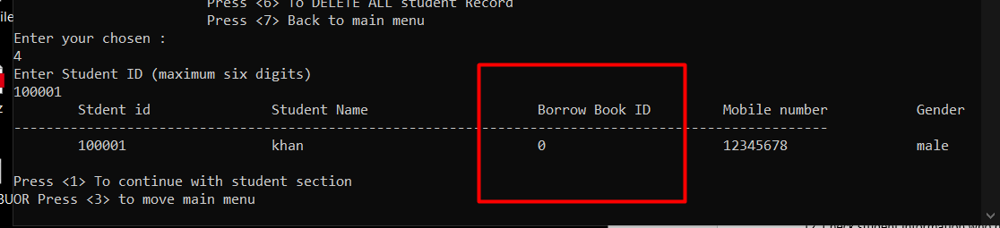 Press <6> To DELETE ALL student Record
ile
Press <7> Back to main menu
Enter your chosen :
4
Enter Student ID (maximum six digits)
100001
z
Stdent id Student Name Borrow Book ID Mobile number Gender
--------------------------------------------------------------------------------------------------------
100001 khan 0 12345678 male
Press <1> To continue with student section
BUOR Press <3> to move main menu